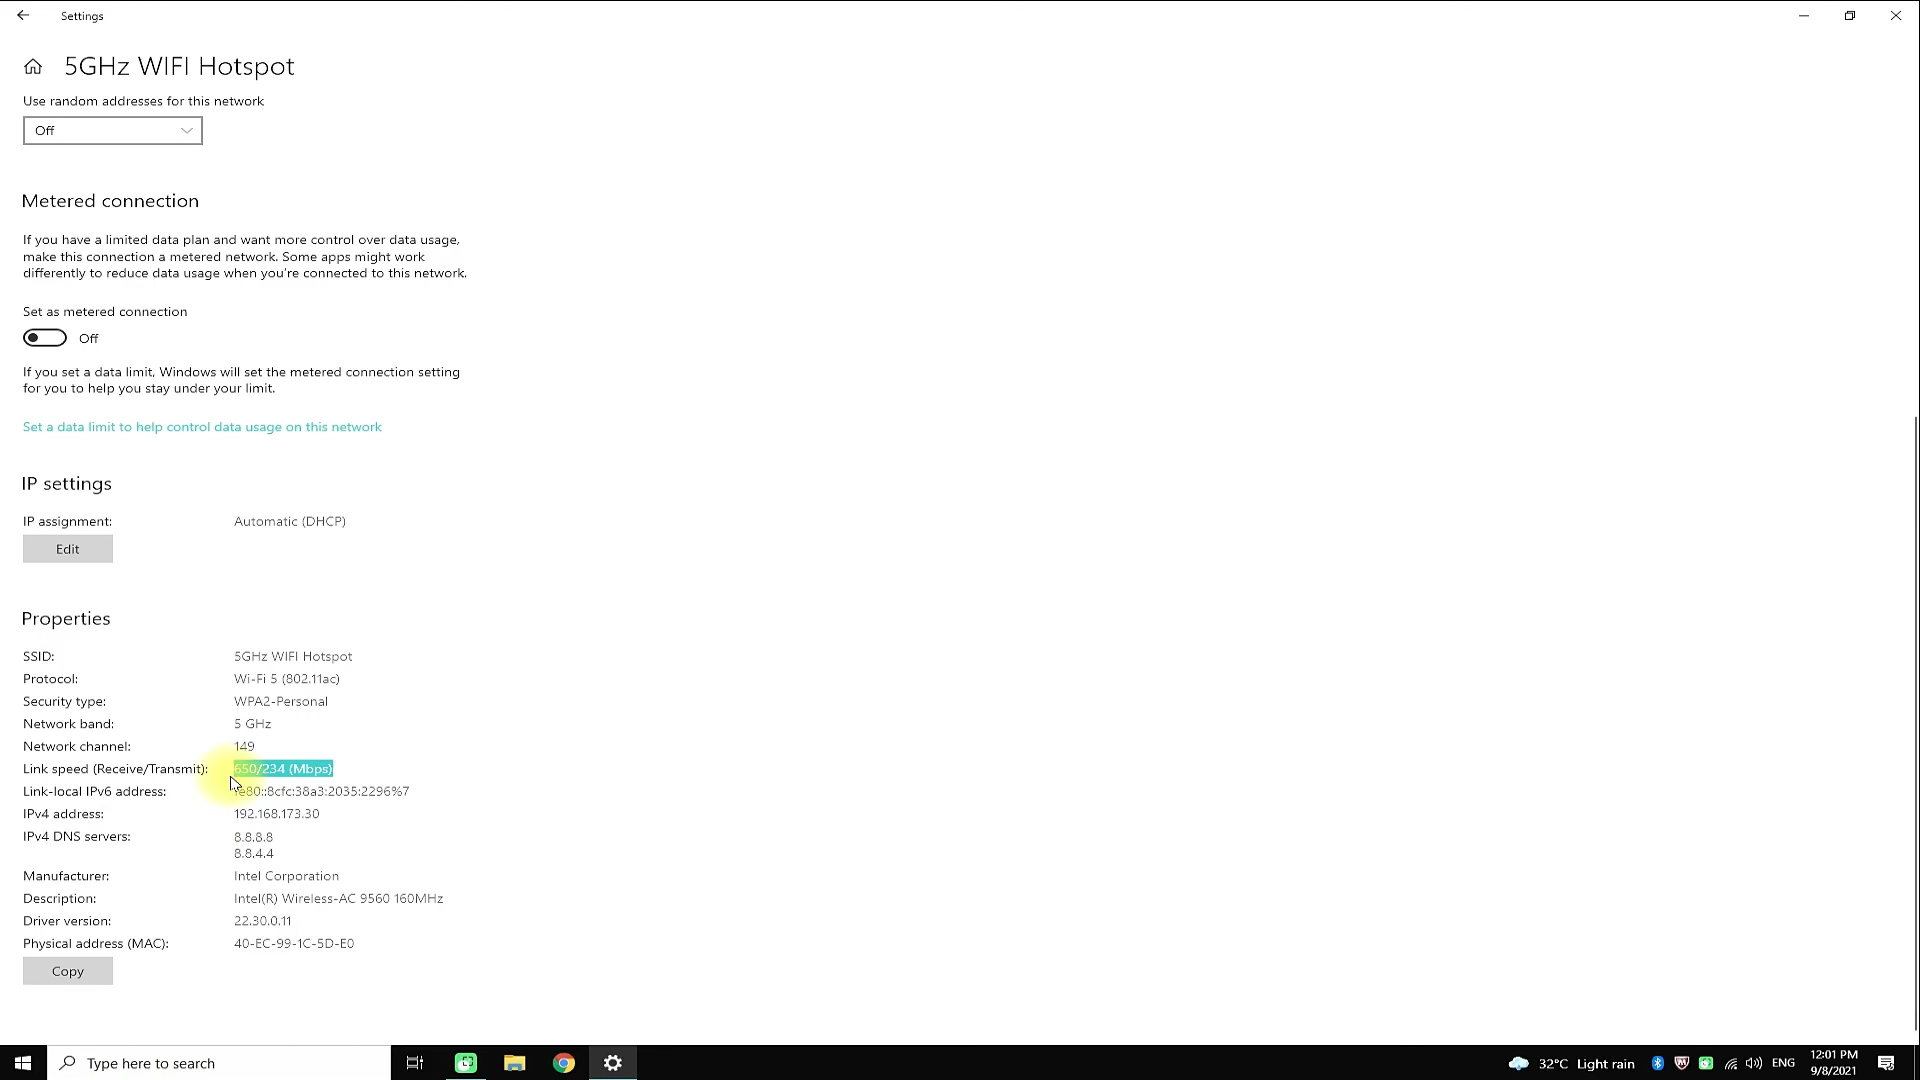 Settings
5GHz WIFI Hotspot
Use random addresses for this network
Off
Metered connection
If you have a limited data plan and want more control over data usage,
make this connection a metered network. Some apps might work
differently to reduce data usage when you're connected to this network.
Set as metered connection
Off
If you set a data limit, Windows will set the metered connection setting
for you to help you stay under your limit.
Set a data limit to help control data usage on this network
IP settings
IP assignment: Automatic (DHCP)
Edit
Properties
SSID: 5GHz WIFI Hotspot
Protocol: Wi-Fi 5 (802.11ac)
Security type: WPA2-Personal
Network band: 5 GHz
Network channel: 149
Link speed (Receive/Transmit): 650/234 (Mbps)
Link-local IPv6 address: fe80::8cfc:38a3:2035:2296%7
IPv4 address: 192.168.173.30
IPv4 DNS servers: 8.8.8.8
8.8.4.4
Manufacturer: Intel Corporation
Description: Intel(R) Wireless-AC 9560 160MHz
Driver version: 22.30.0.11
Physical address (MAC): 40-EC-99-1C-5D-E0
Copy
Type here to search
32°C Light rain
ENG
12:01 PM
9/8/2021